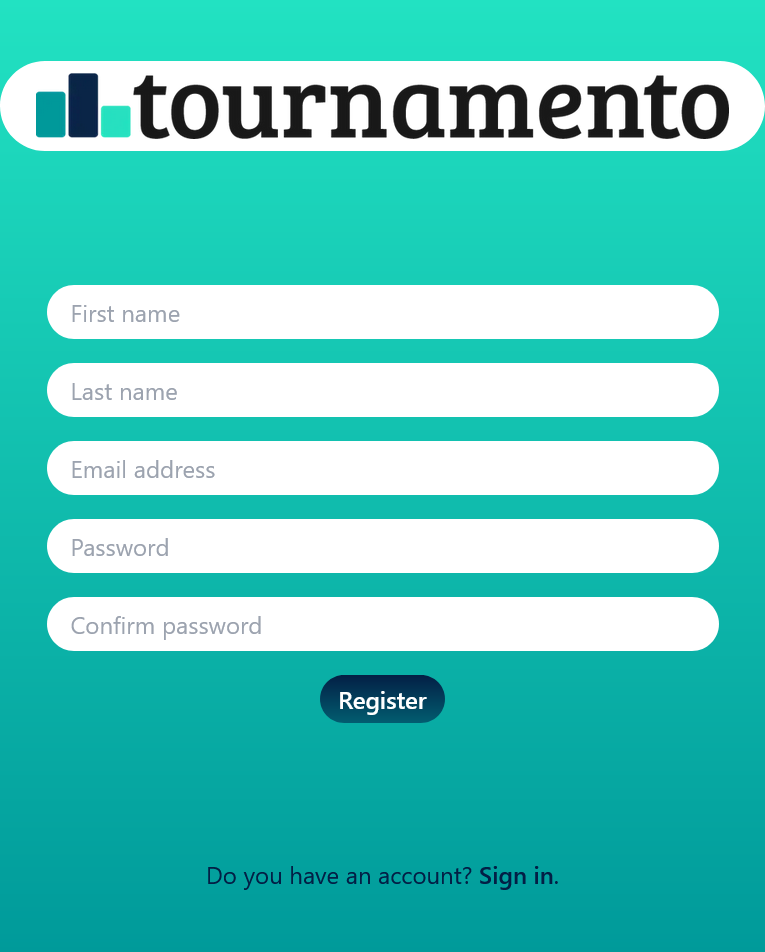 tournamento
First name
Last name
Email address
Password
Confirm password
Register
Do you have an account? Sign in.